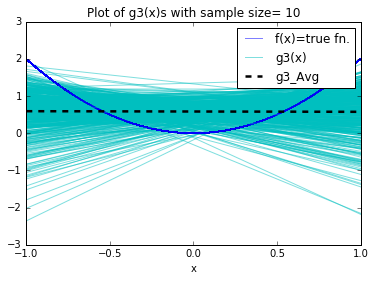 Plot of g3(x)s with sample size= 10
f(x)=true fn.
g3(x)
g3_Avg
3
2
1
0
−1
−2
−3
−1.0 −0.5 0.0 0.5 1.0
x